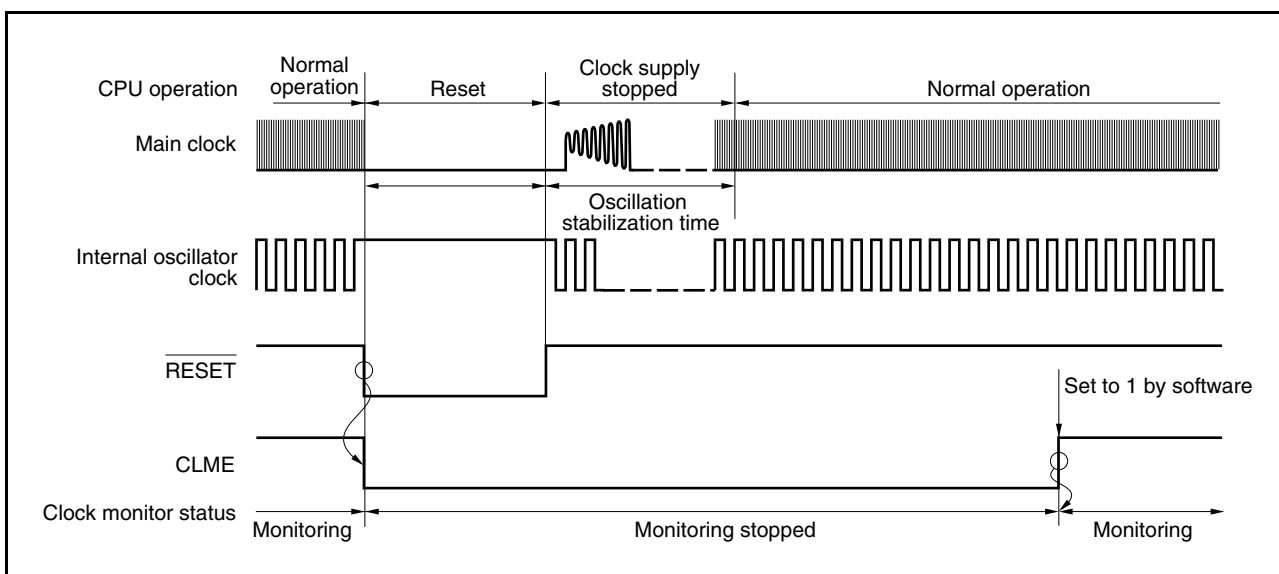 CPU operation
Normal
operation
Reset
Clock supply
stopped
Normal operation
Main clock
Oscillation
stabilization time
Internal oscillator
clock
RESET
Set to 1 by software
CLME
Clock monitor status
Monitoring
Monitoring stopped
Monitoring